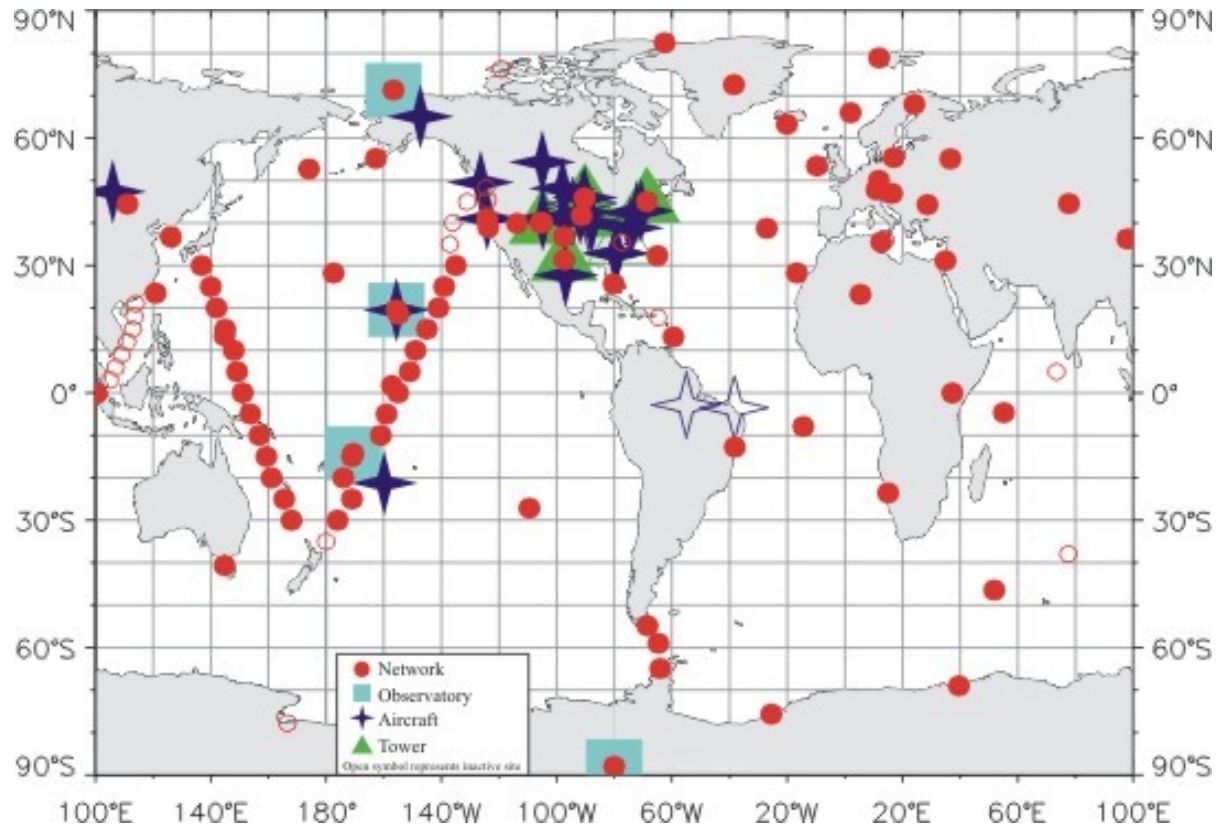 90°N 90°N
60°N 60°N
30°N 30°N
0° 0°
30°S 30°S
60°S 60°S
90°S 90°S
Network
Observatory
Aircraft
Tower
Open symbol represents inactive site
100°E 140°E 180° 140°W 100°W 60°W 20°W 20°E 60°E 100°E